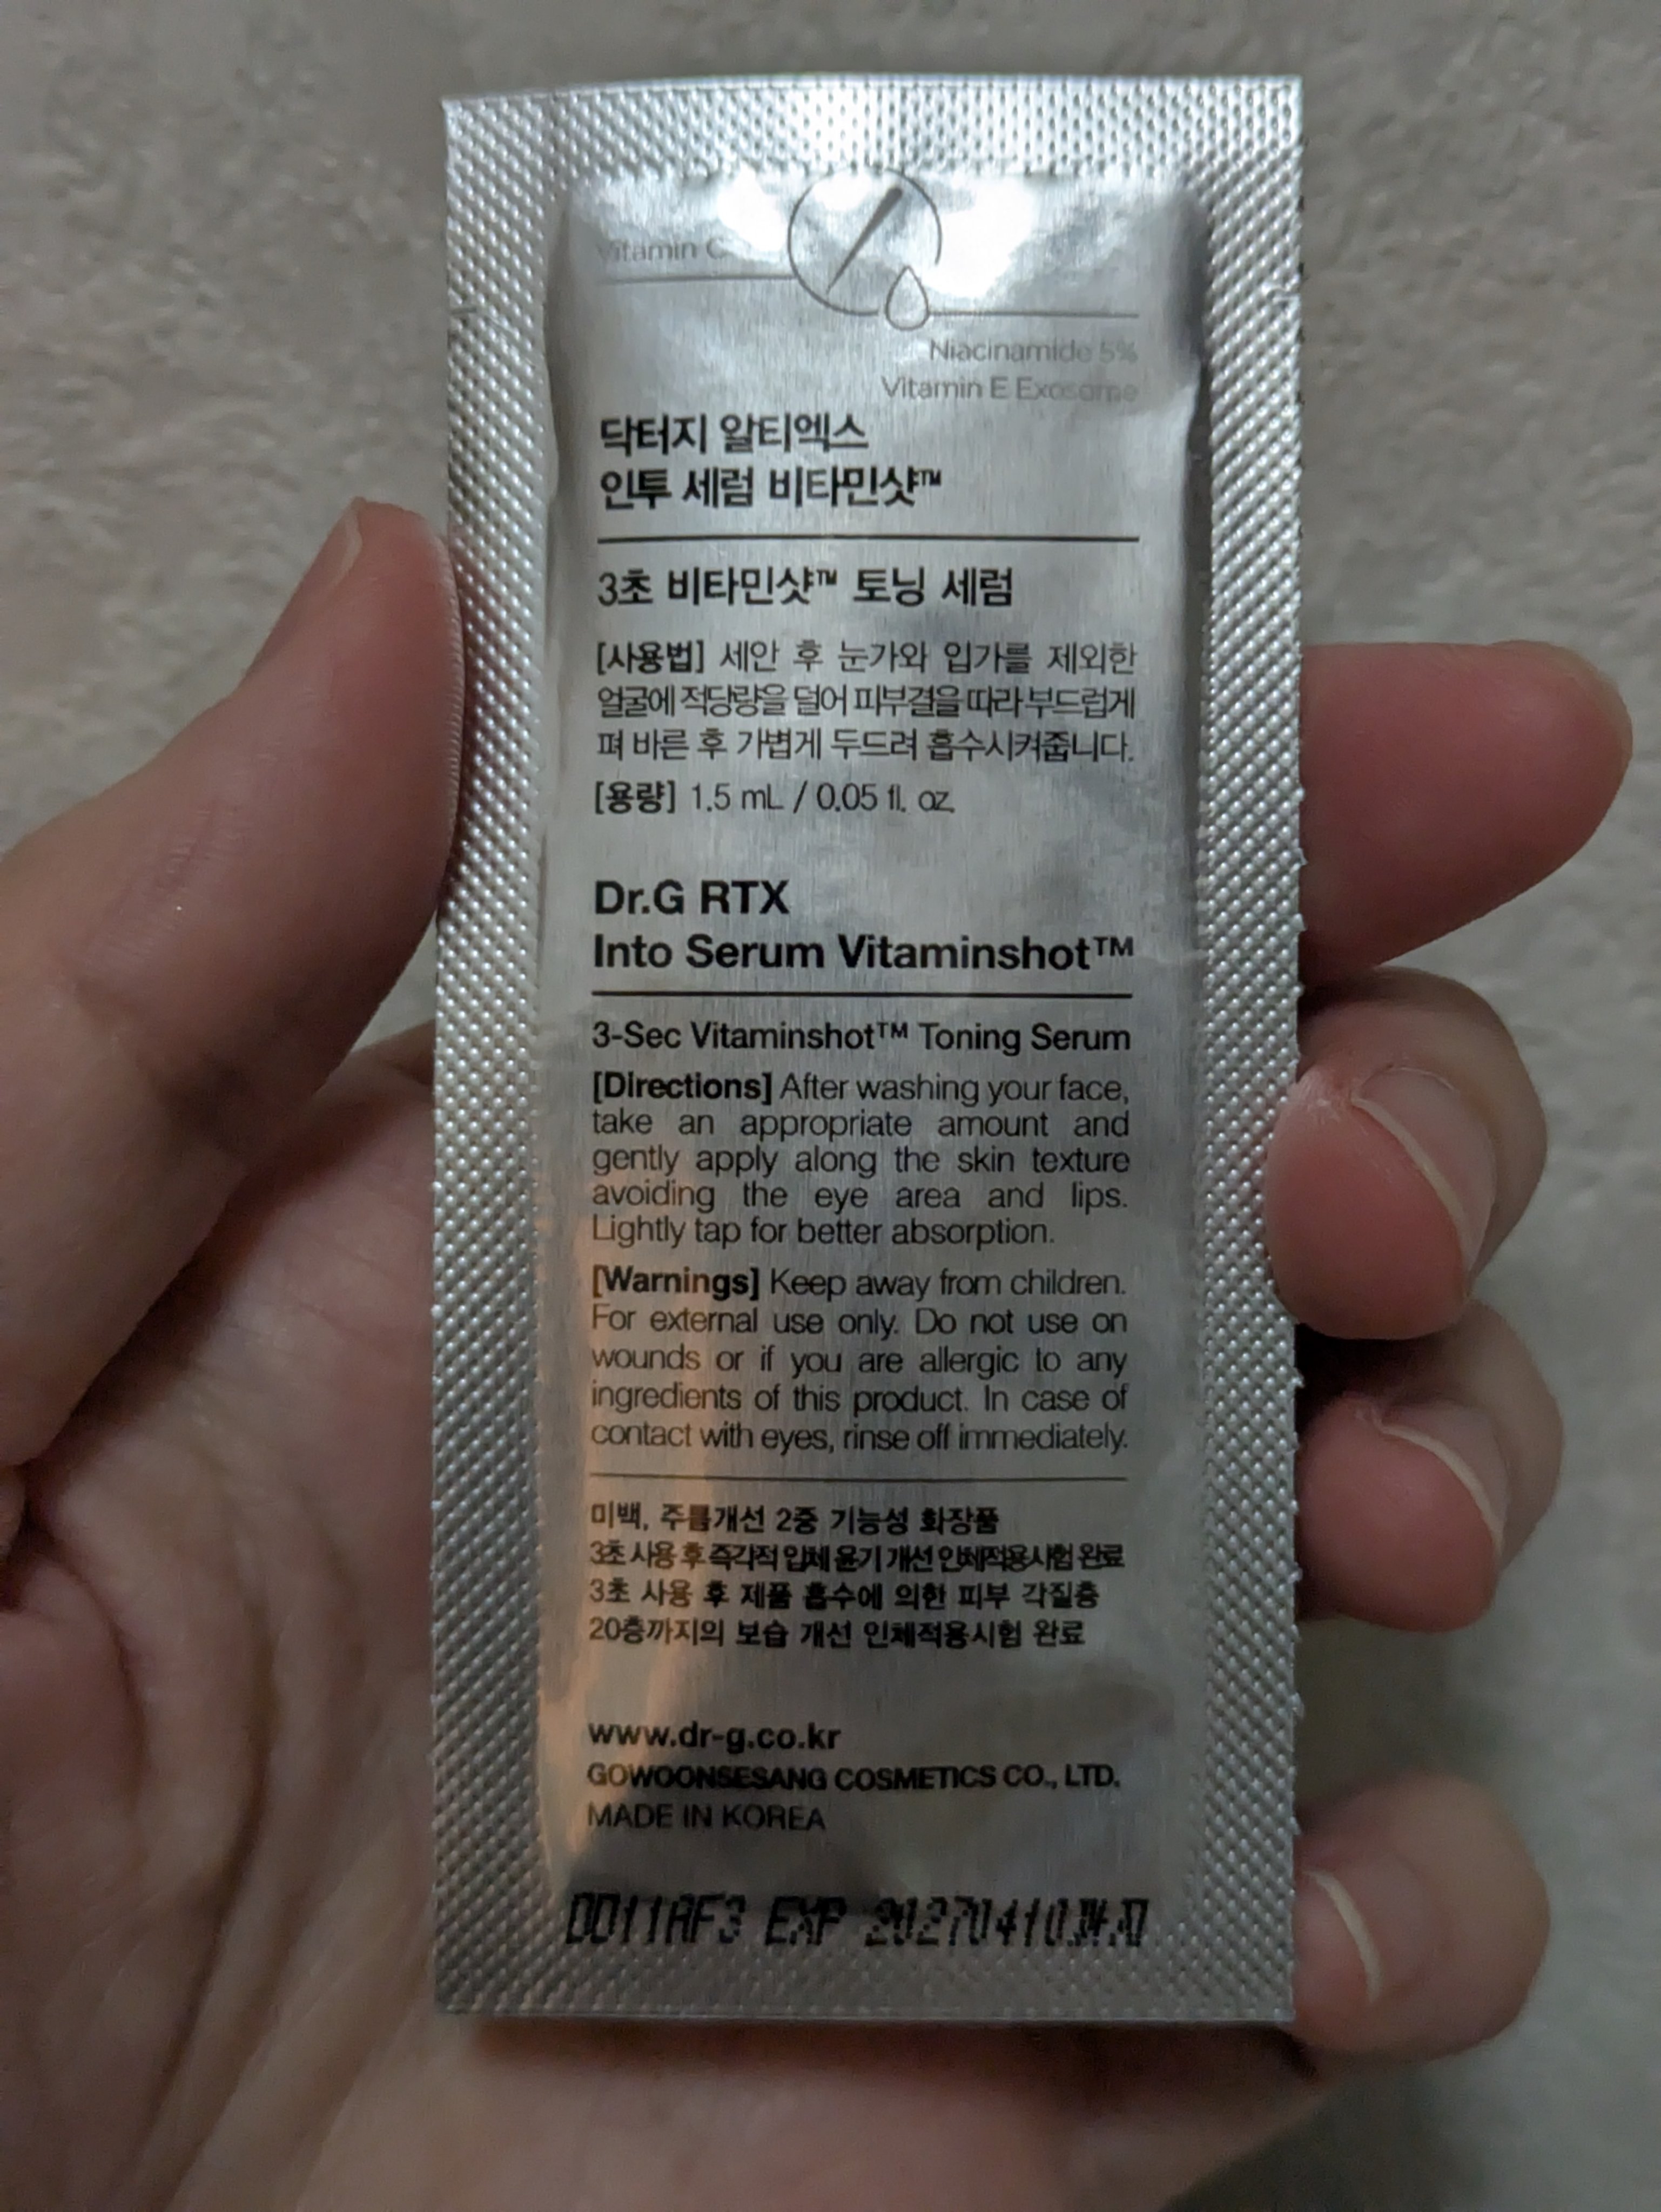 Vitamin C
Niacinamide 5%
Vitamin E Exosome
닥터지 알티엑스
인투 세럼 비타민샷™
3초 비타민샷™ 토닝 세럼
[사용법] 세안 후 눈가와 입가를 제외한
얼굴에 적당량을 덜어 피부결을 따라 부드럽게
펴 바른 후 가볍게 두드려 흡수시켜줍니다.
[용량] 1.5 mL / 0.05 fl. oz.
Dr.G RTX
Into Serum Vitaminshot™
3-Sec Vitaminshot™ Toning Serum
[Directions] After washing your face,
take an appropriate amount and
gently apply along the skin texture
avoiding the eye area and lips.
Lightly tap for better absorption.
[Warnings] Keep away from children.
For external use only. Do not use on
wounds or if you are allergic to any
ingredients of this product. In case of
contact with eyes, rinse off immediately.
미백, 주름개선 2중 기능성 화장품
3초 사용 후 즉각적 입체 윤기 개선 인체적용시험 완료
3초 사용 후 제품 흡수에 의한 피부 각질층
20층까지의 보습 개선 인체적용시험 완료
www.dr-g.co.kr
GOWOONSESANG COSMETICS CO., LTD.
MADE IN KOREA
DD11AF3 EXP 20270410까지